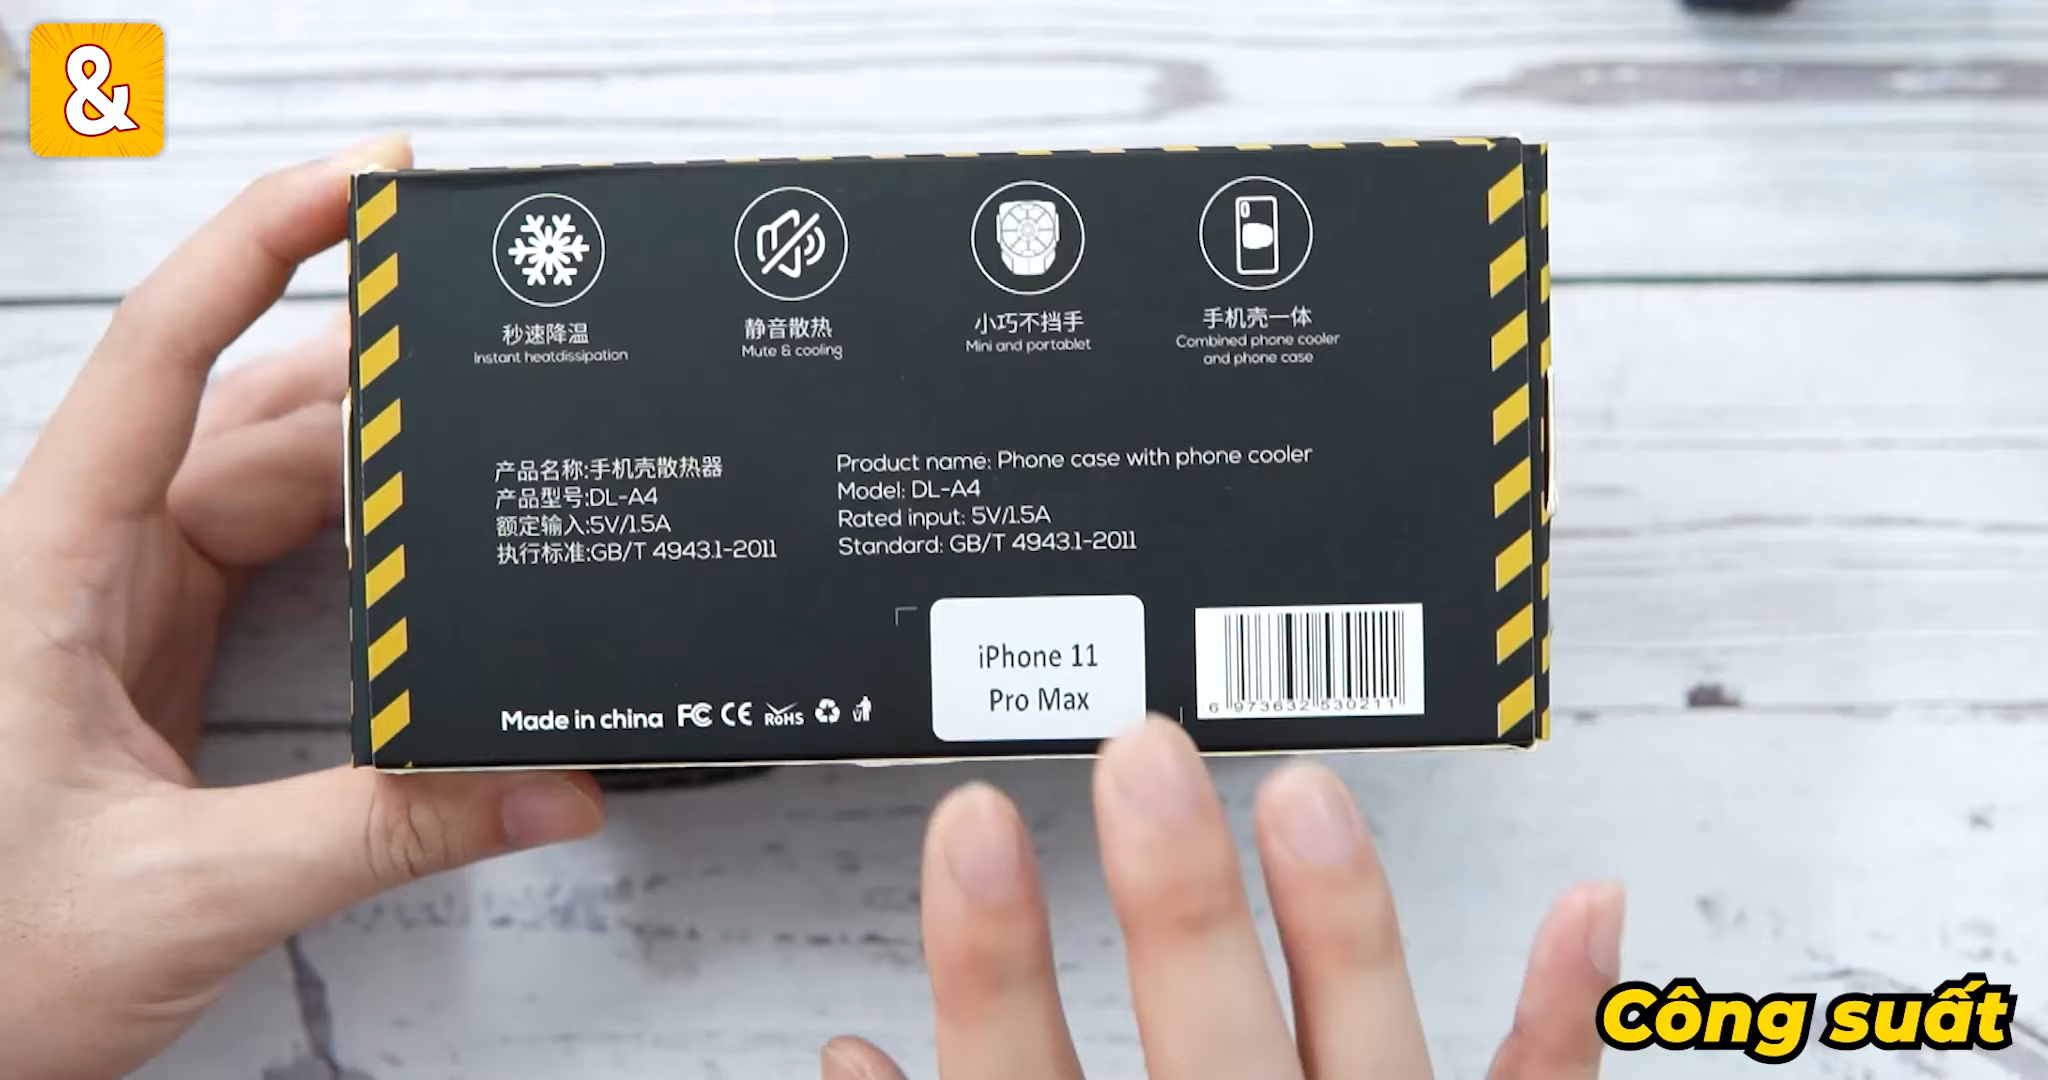 &
秒速降温
Instant heatdissipation
静音散热
Mute & cooling
小巧不挡手
Mini and portablet
手机壳一体
Combined phone cooler
and phone case
产品名称:手机壳散热器
产品型号:DL-A4
额定输入:5V/1.5A
执行标准:GB/T 4943.1-2011
Product name: Phone case with phone cooler
Model: DL-A4
Rated input: 5V/1.5A
Standard: GB/T 4943.1-2011
iPhone 11
Pro Max
Made in china FC CE RoHS
6 973632 530211
Công suất